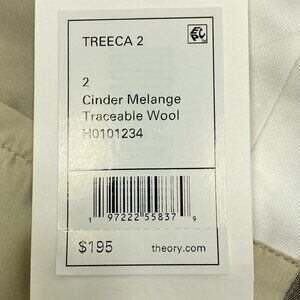 TREECA 2
2
Cinder Melange
Traceable Wool
H0101234
1 97222 55837 9
$195 theory.com